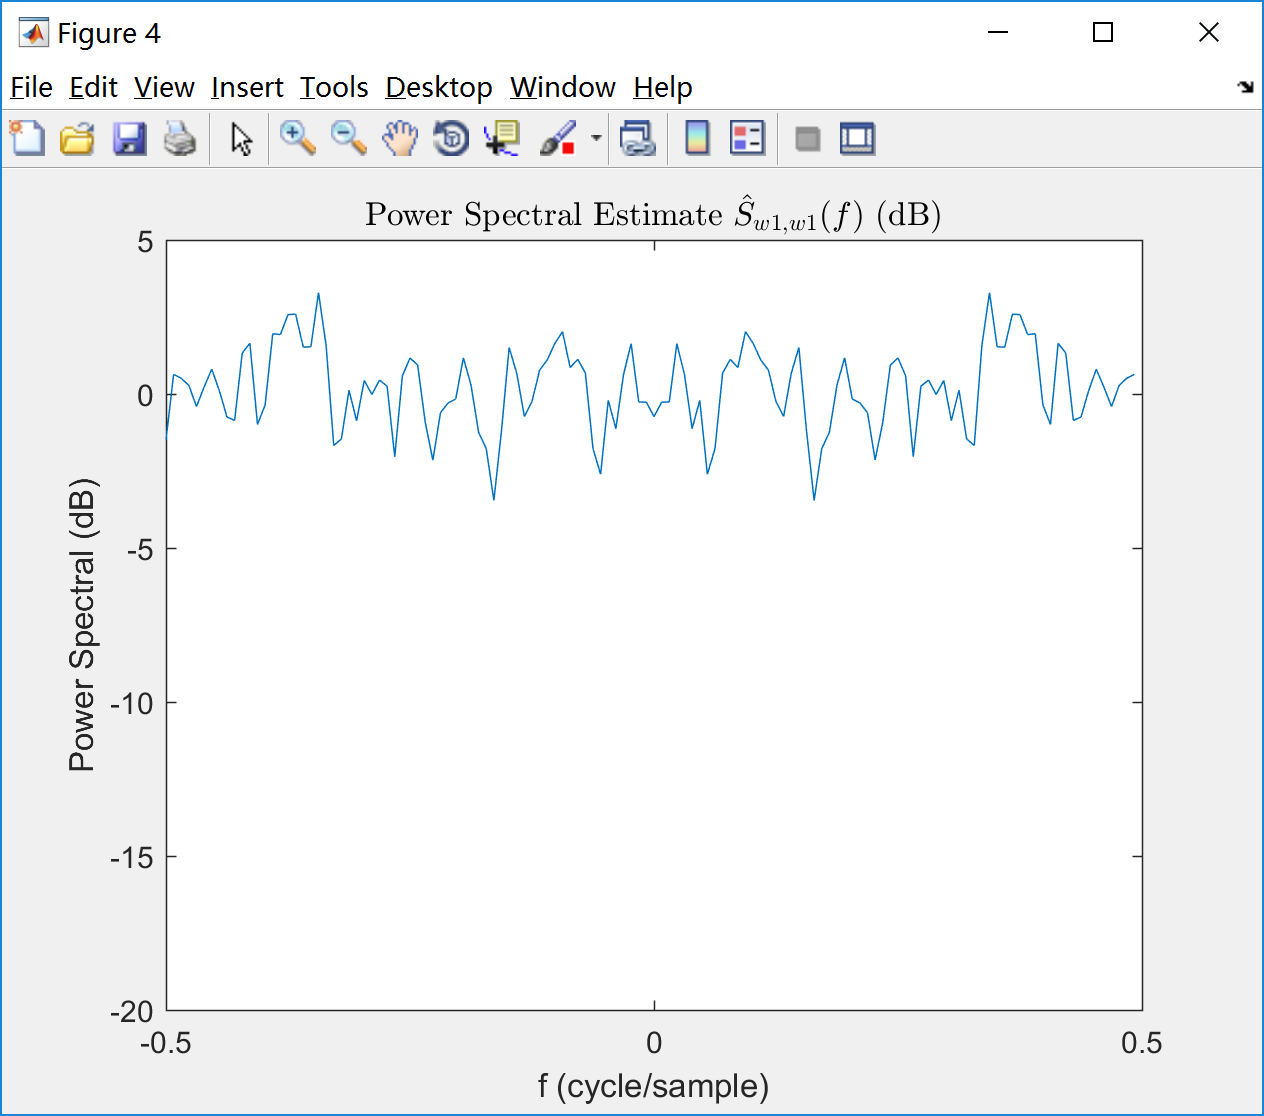 Figure 4
File Edit View Insert Tools Desktop Window Help
Power Spectral Estimate $\hat{S}_{w1,w1}(f)$ (dB)
5
0
-5
-10
-15
-20
Power Spectral (dB)
-0.5 0 0.5
f (cycle/sample)